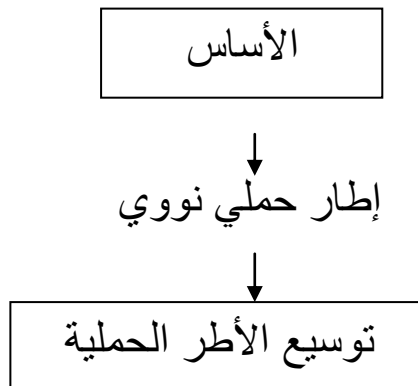 الأساس
إطار حملي نووي
توسيع الأطر الحملية